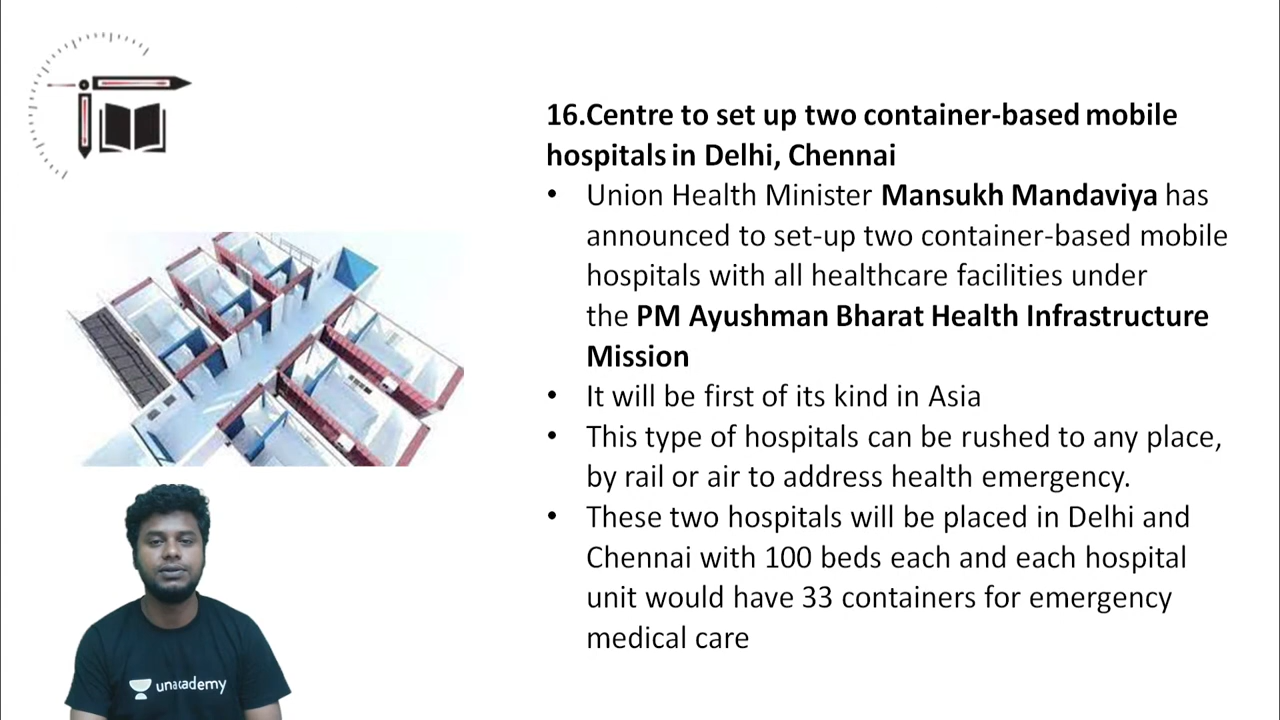 16.Centre to set up two container-based mobile
hospitals in Delhi, Chennai
• Union Health Minister Mansukh Mandaviya has
announced to set-up two container-based mobile
hospitals with all healthcare facilities under
the PM Ayushman Bharat Health Infrastructure
Mission
• It will be first of its kind in Asia
• This type of hospitals can be rushed to any place,
by rail or air to address health emergency.
• These two hospitals will be placed in Delhi and
Chennai with 100 beds each and each hospital
unit would have 33 containers for emergency
medical care
unacademy